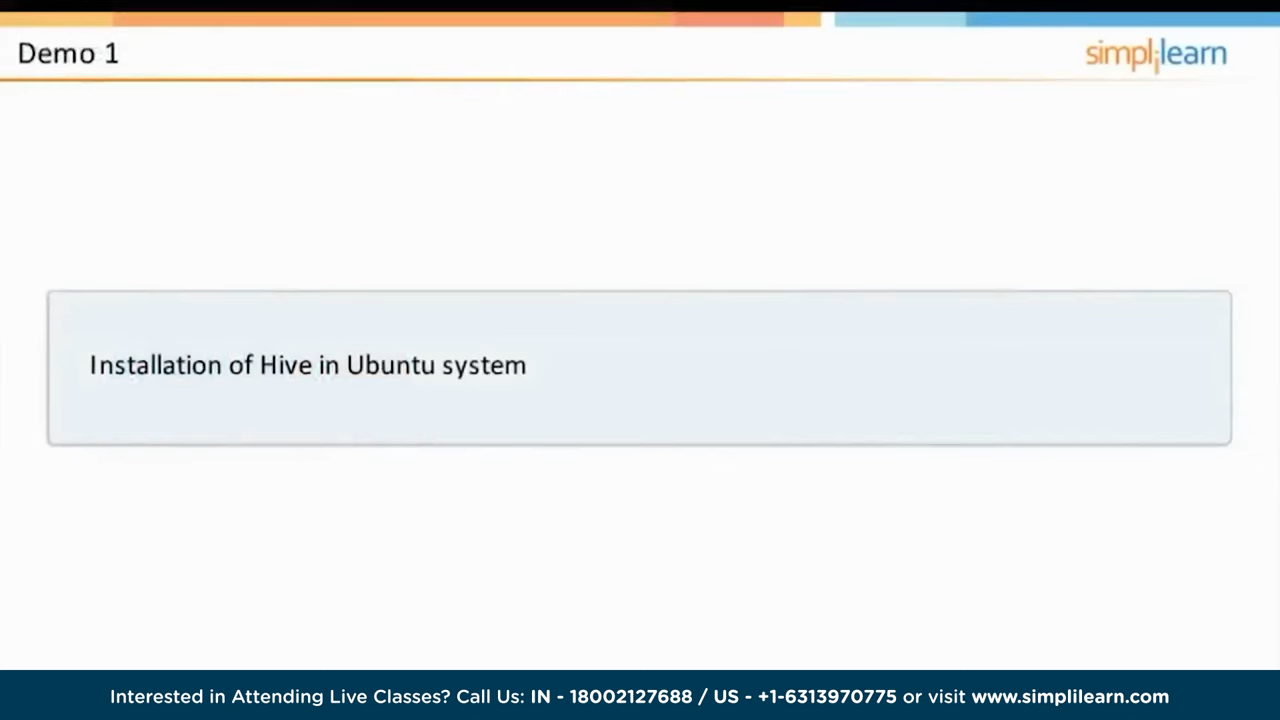 Demo 1
simplilearn
Installation of Hive in Ubuntu system
Interested in Attending Live Classes? Call Us: IN - 18002127688 / US - +1-6313970775 or visit www.simplilearn.com